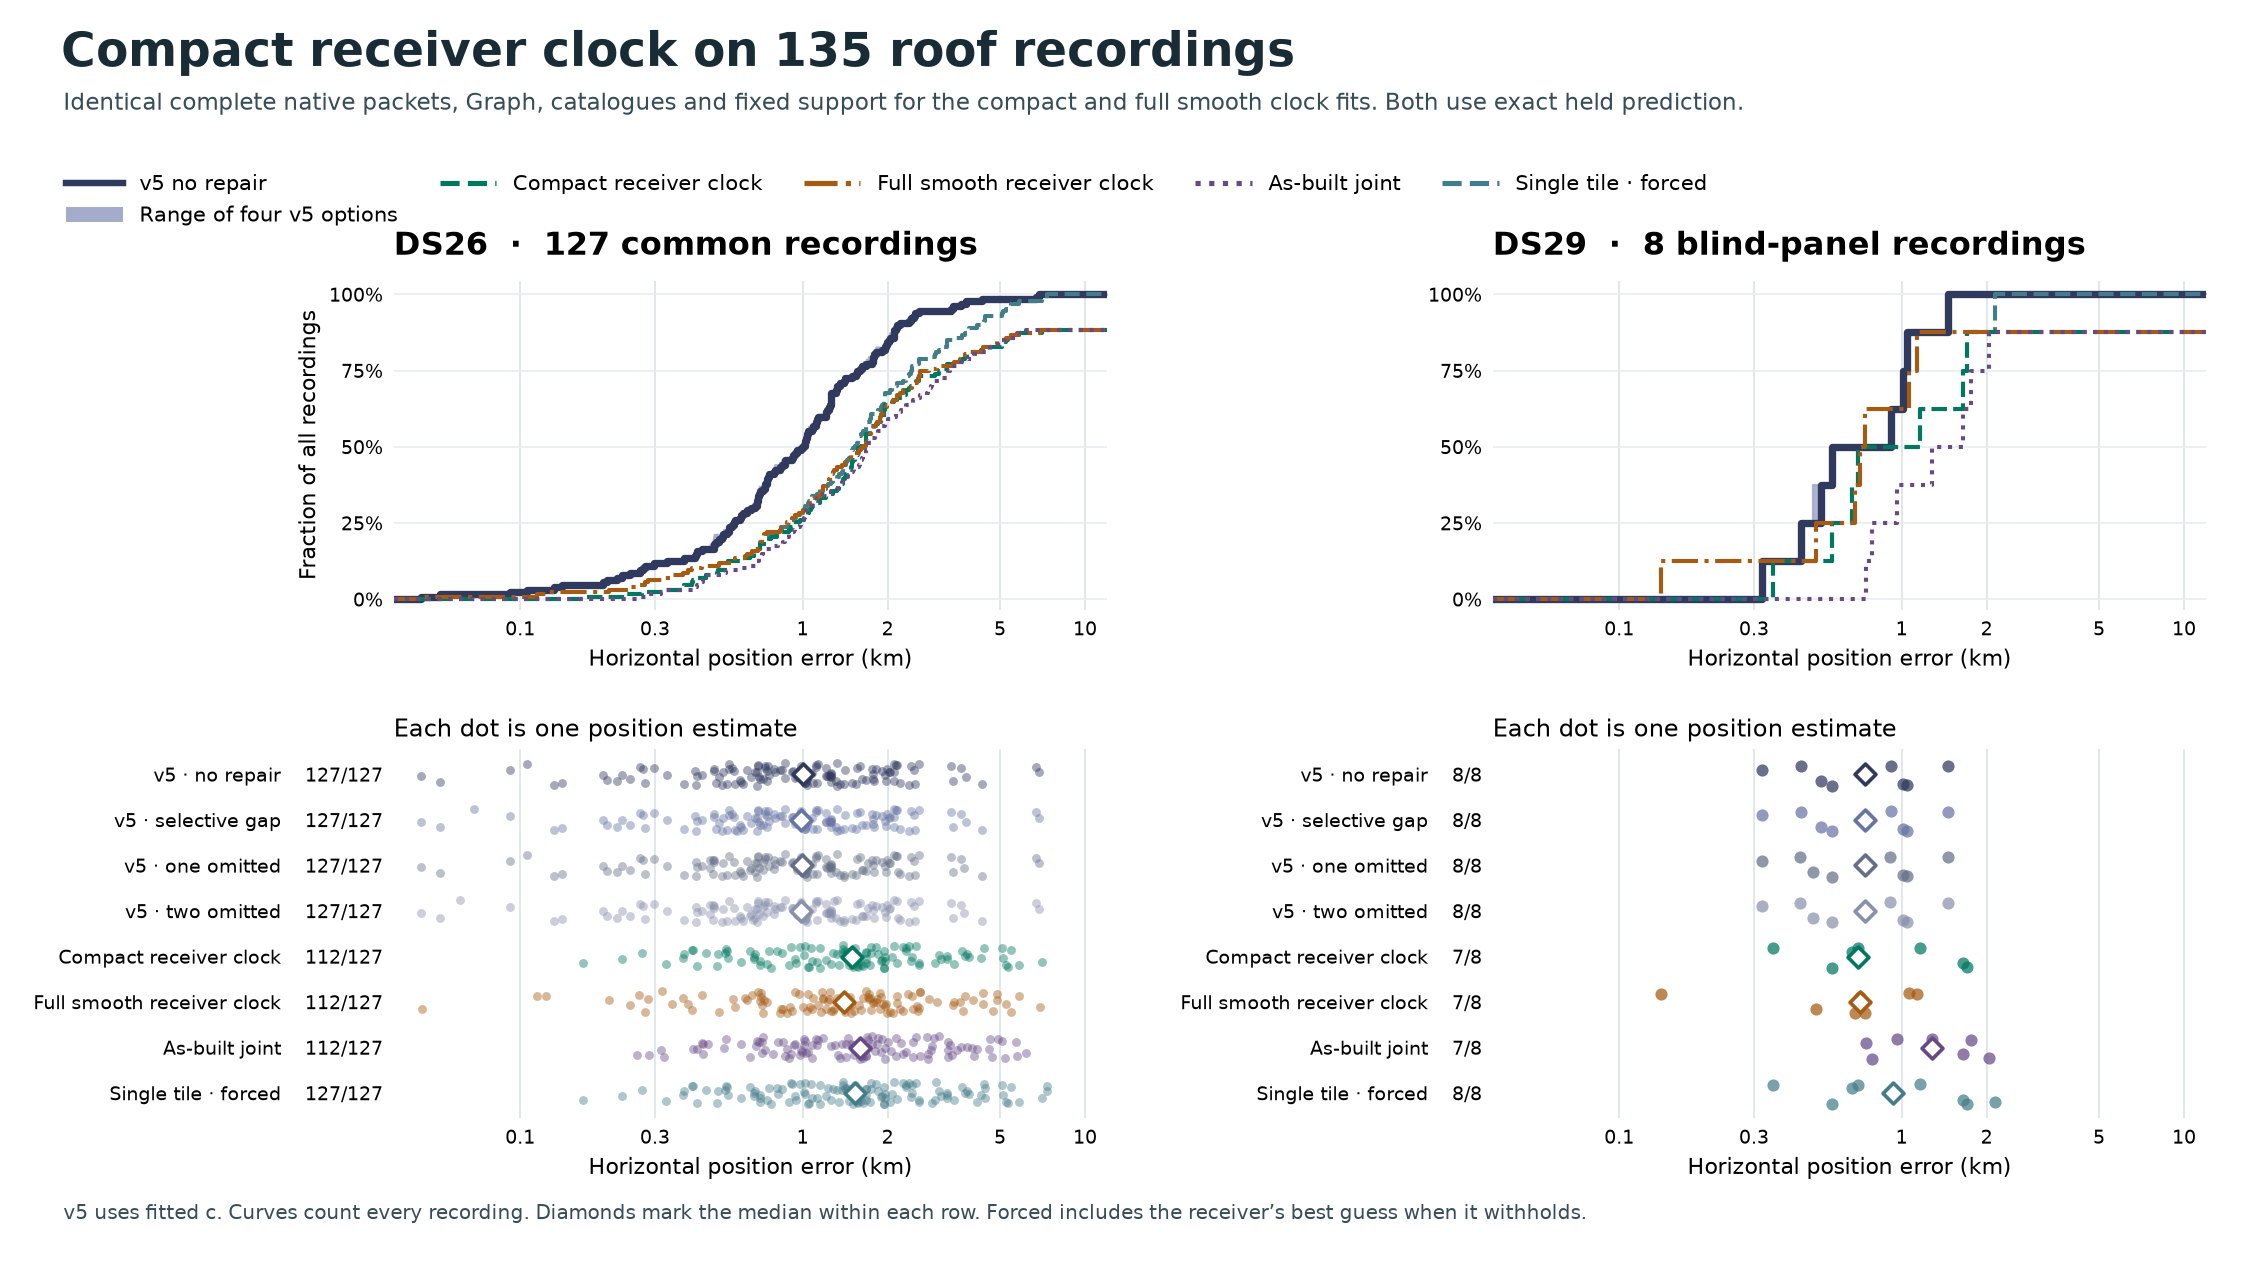 Compact receiver clock on 135 roof recordings
Identical complete native packets, Graph, catalogues and fixed support for the compact and full smooth clock fits. Both use exact held prediction.
v5 no repair
Compact receiver clock
Full smooth receiver clock
As-built joint
Single tile · forced
Range of four v5 options
DS26 · 127 common recordings
100%
75%
50%
25%
0%
Fraction of all recordings
0.1 0.3 1 2 5 10
Horizontal position error (km)
DS29 · 8 blind-panel recordings
100%
75%
50%
25%
0%
0.1 0.3 1 2 5 10
Horizontal position error (km)
Each dot is one position estimate
v5 · no repair 127/127
v5 · selective gap 127/127
v5 · one omitted 127/127
v5 · two omitted 127/127
Compact receiver clock 112/127
Full smooth receiver clock 112/127
As-built joint 112/127
Single tile · forced 127/127
0.1 0.3 1 2 5 10
Horizontal position error (km)
Each dot is one position estimate
v5 · no repair 8/8
v5 · selective gap 8/8
v5 · one omitted 8/8
v5 · two omitted 8/8
Compact receiver clock 7/8
Full smooth receiver clock 7/8
As-built joint 7/8
Single tile · forced 8/8
0.1 0.3 1 2 5 10
Horizontal position error (km)
v5 uses fitted c. Curves count every recording. Diamonds mark the median within each row. Forced includes the receiver’s best guess when it withholds.